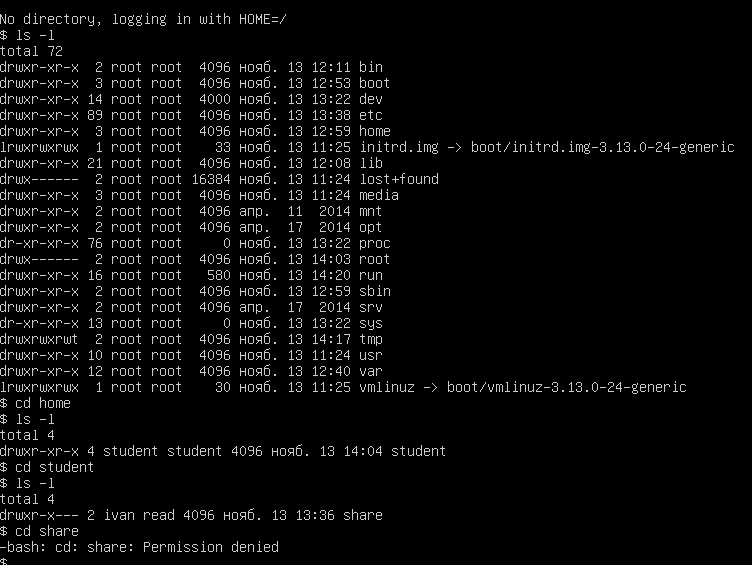 No directory, logging in with HOME=/
$ ls -l
total 72
drwxr-xr-x  2 root root  4096 нояб. 13 12:11 bin
drwxr-xr-x  3 root root  4096 нояб. 13 12:53 boot
drwxr-xr-x 14 root root  4000 нояб. 13 13:22 dev
drwxr-xr-x 89 root root  4096 нояб. 13 13:38 etc
drwxr-xr-x  3 root root  4096 нояб. 13 12:59 home
lrwxrwxrwx  1 root root    33 нояб. 13 11:25 initrd.img -> boot/initrd.img-3.13.0-24-generic
drwxr-xr-x 21 root root  4096 нояб. 13 12:08 lib
drwx------  2 root root 16384 нояб. 13 11:24 lost+found
drwxr-xr-x  3 root root  4096 нояб. 13 11:24 media
drwxr-xr-x  2 root root  4096 апр.  11  2014 mnt
drwxr-xr-x  2 root root  4096 апр.  17  2014 opt
dr-xr-xr-x 76 root root     0 нояб. 13 13:22 proc
drwx------  2 root root  4096 нояб. 13 14:03 root
drwxr-xr-x 16 root root   580 нояб. 13 14:20 run
drwxr-xr-x  2 root root  4096 нояб. 13 12:59 sbin
drwxr-xr-x  2 root root  4096 апр.  17  2014 srv
dr-xr-xr-x 13 root root     0 нояб. 13 13:22 sys
drwxrwxrwt  2 root root  4096 нояб. 13 14:17 tmp
drwxr-xr-x 10 root root  4096 нояб. 13 11:24 usr
drwxr-xr-x 12 root root  4096 нояб. 13 12:40 var
lrwxrwxrwx  1 root root    30 нояб. 13 11:25 vmlinuz -> boot/vmlinuz-3.13.0-24-generic
$ cd home
$ ls -l
total 4
drwxr-xr-x 4 student student 4096 нояб. 13 14:04 student
$ cd student
$ ls -l
total 4
drwxr-x--- 2 ivan read 4096 нояб. 13 13:36 share
$ cd share
-bash: cd: share: Permission denied
$